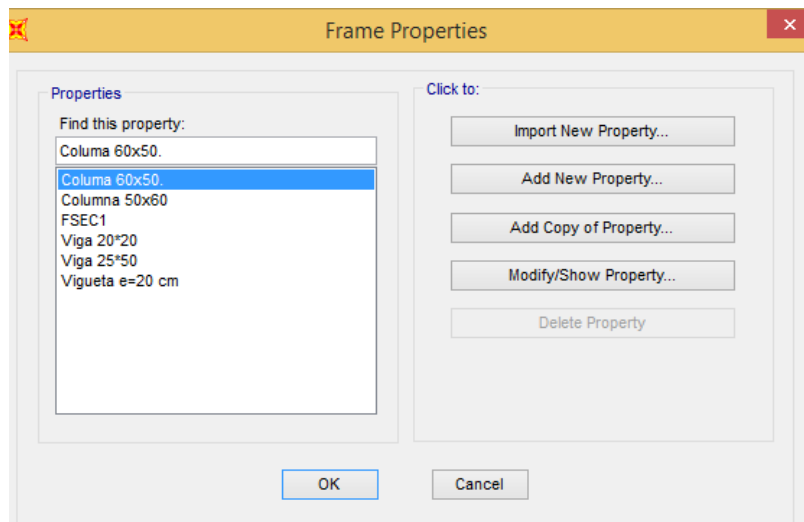 Frame Properties
Properties
Find this property:
Columa 60x50.
Columa 60x50.
Columna 50x60
FSEC1
Viga 20*20
Viga 25*50
Vigueta e=20 cm
Click to:
Import New Property...
Add New Property...
Add Copy of Property...
Modify/Show Property...
Delete Property
OK
Cancel